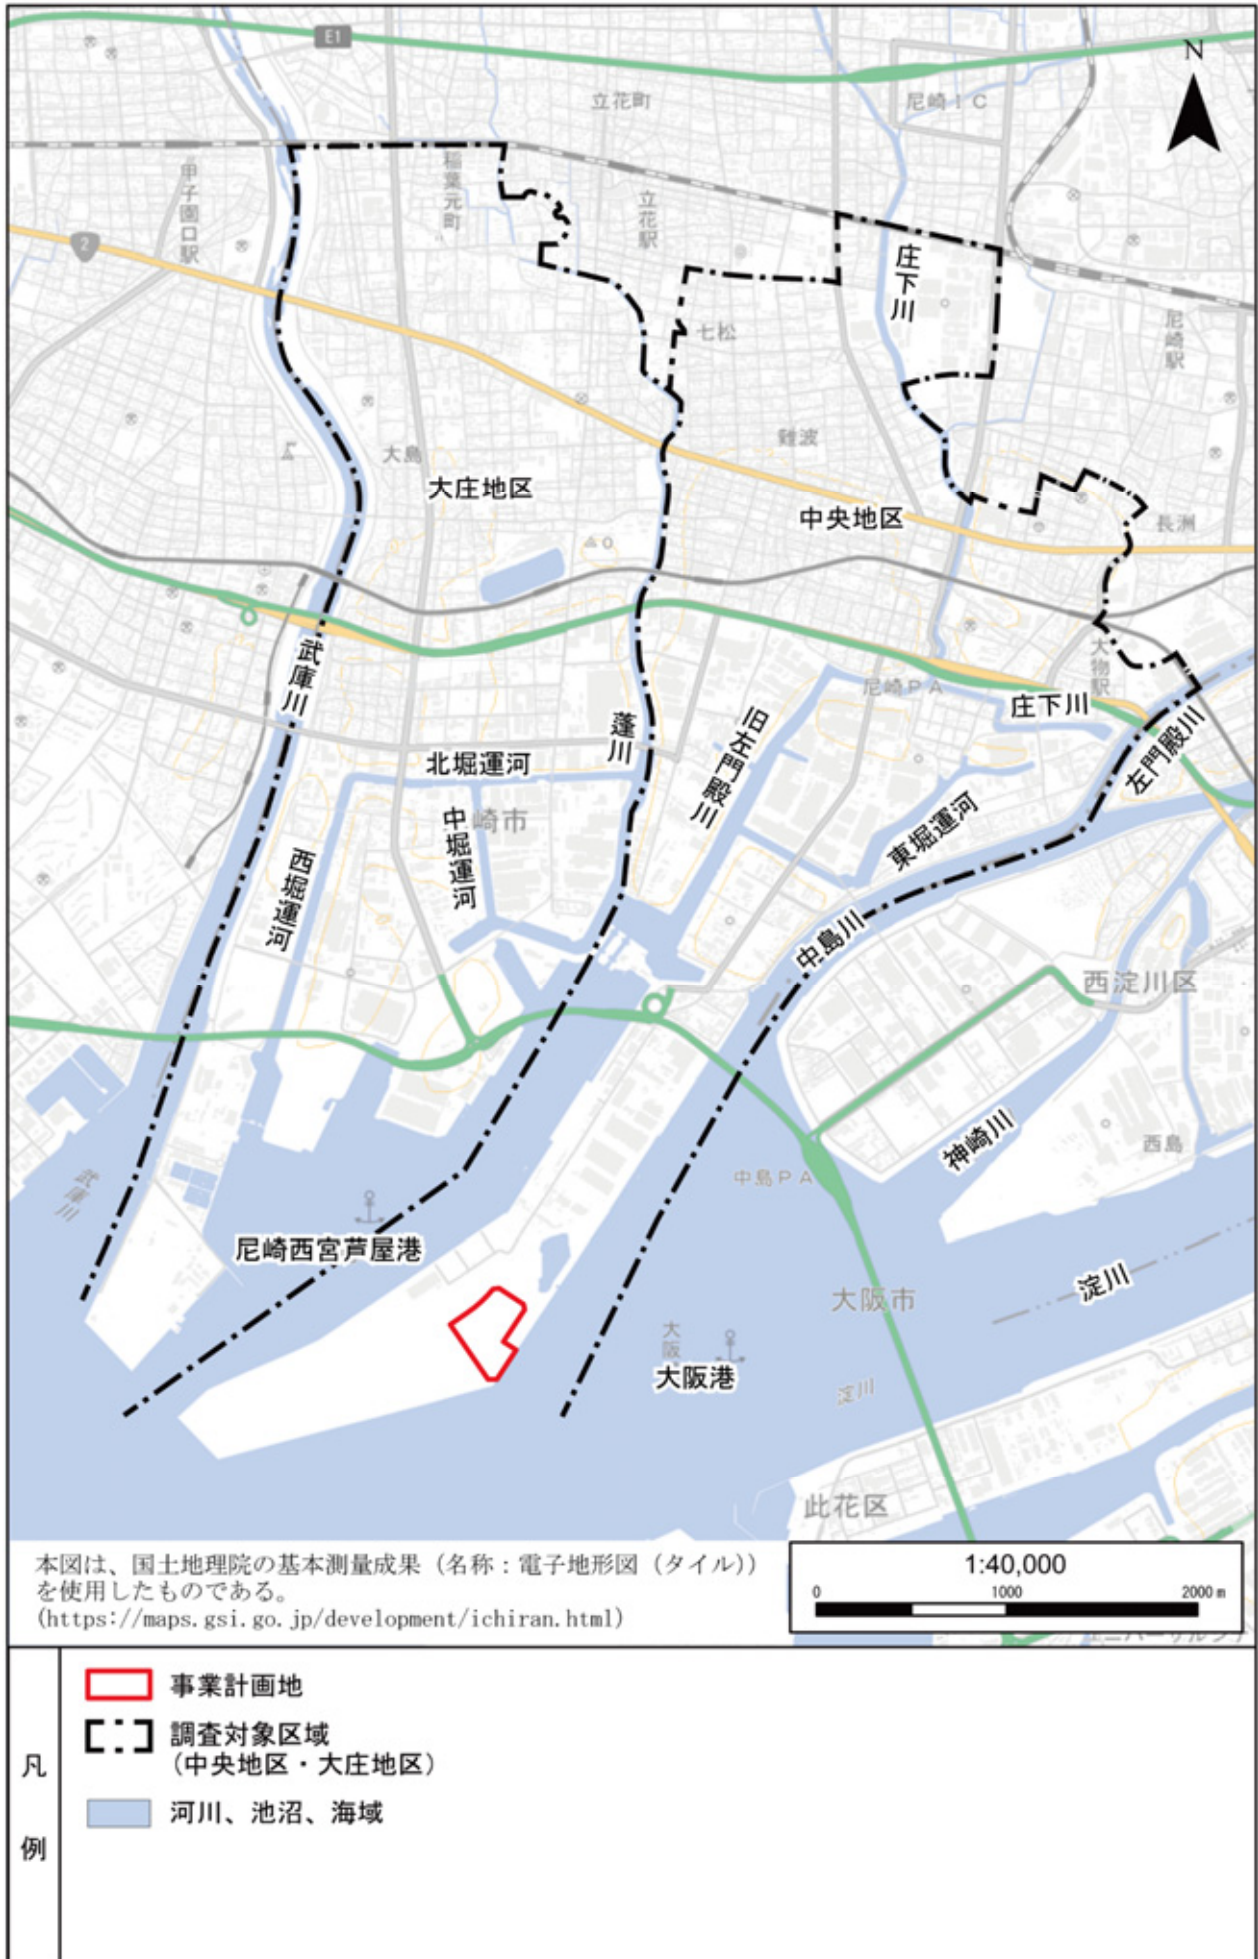 E1
N
立花町
尼崎IC
甲子園口駅
稲葉元町
立花駅
2
庄下川
七松
尼崎駅
難波
大島
大庄地区
中央地区
長洲
武庫川
大物駅
尼崎PA
庄下川
蓬川
旧左門殿川
左門殿川
北堀運河
中堀運河
崎市
東堀運河
西堀運河
中島川
西淀川区
神崎川
西島
武庫川
中島PA
尼崎西宮芦屋港
淀川
大阪市
大阪
大阪港
淀川
此花区
本図は、国土地理院の基本測量成果（名称：電子地形図（タイル））
を使用したものである。
(https://maps.gsi.go.jp/development/ichiran.html)
1:40,000
0 1000 2000 m
凡例
事業計画地
調査対象区域
（中央地区・大庄地区）
河川、池沼、海域